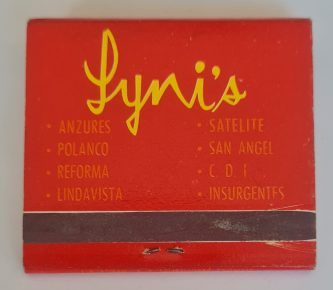 Lyni's
· ANZURES
· POLANCO
· REFORMA
· LINDAVISTA
· SATELITE
· SAN ANGEL
· C. D. I.
· INSURGENTES